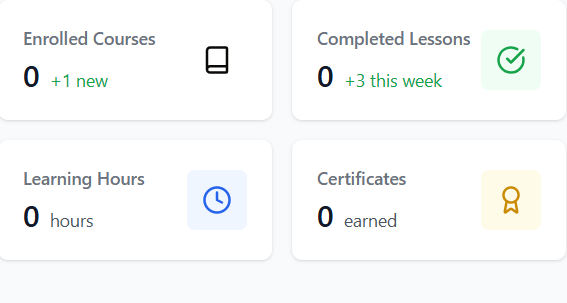 Enrolled Courses
0 +1 new
Completed Lessons
0 +3 this week
Learning Hours
0 hours
Certificates
0 earned